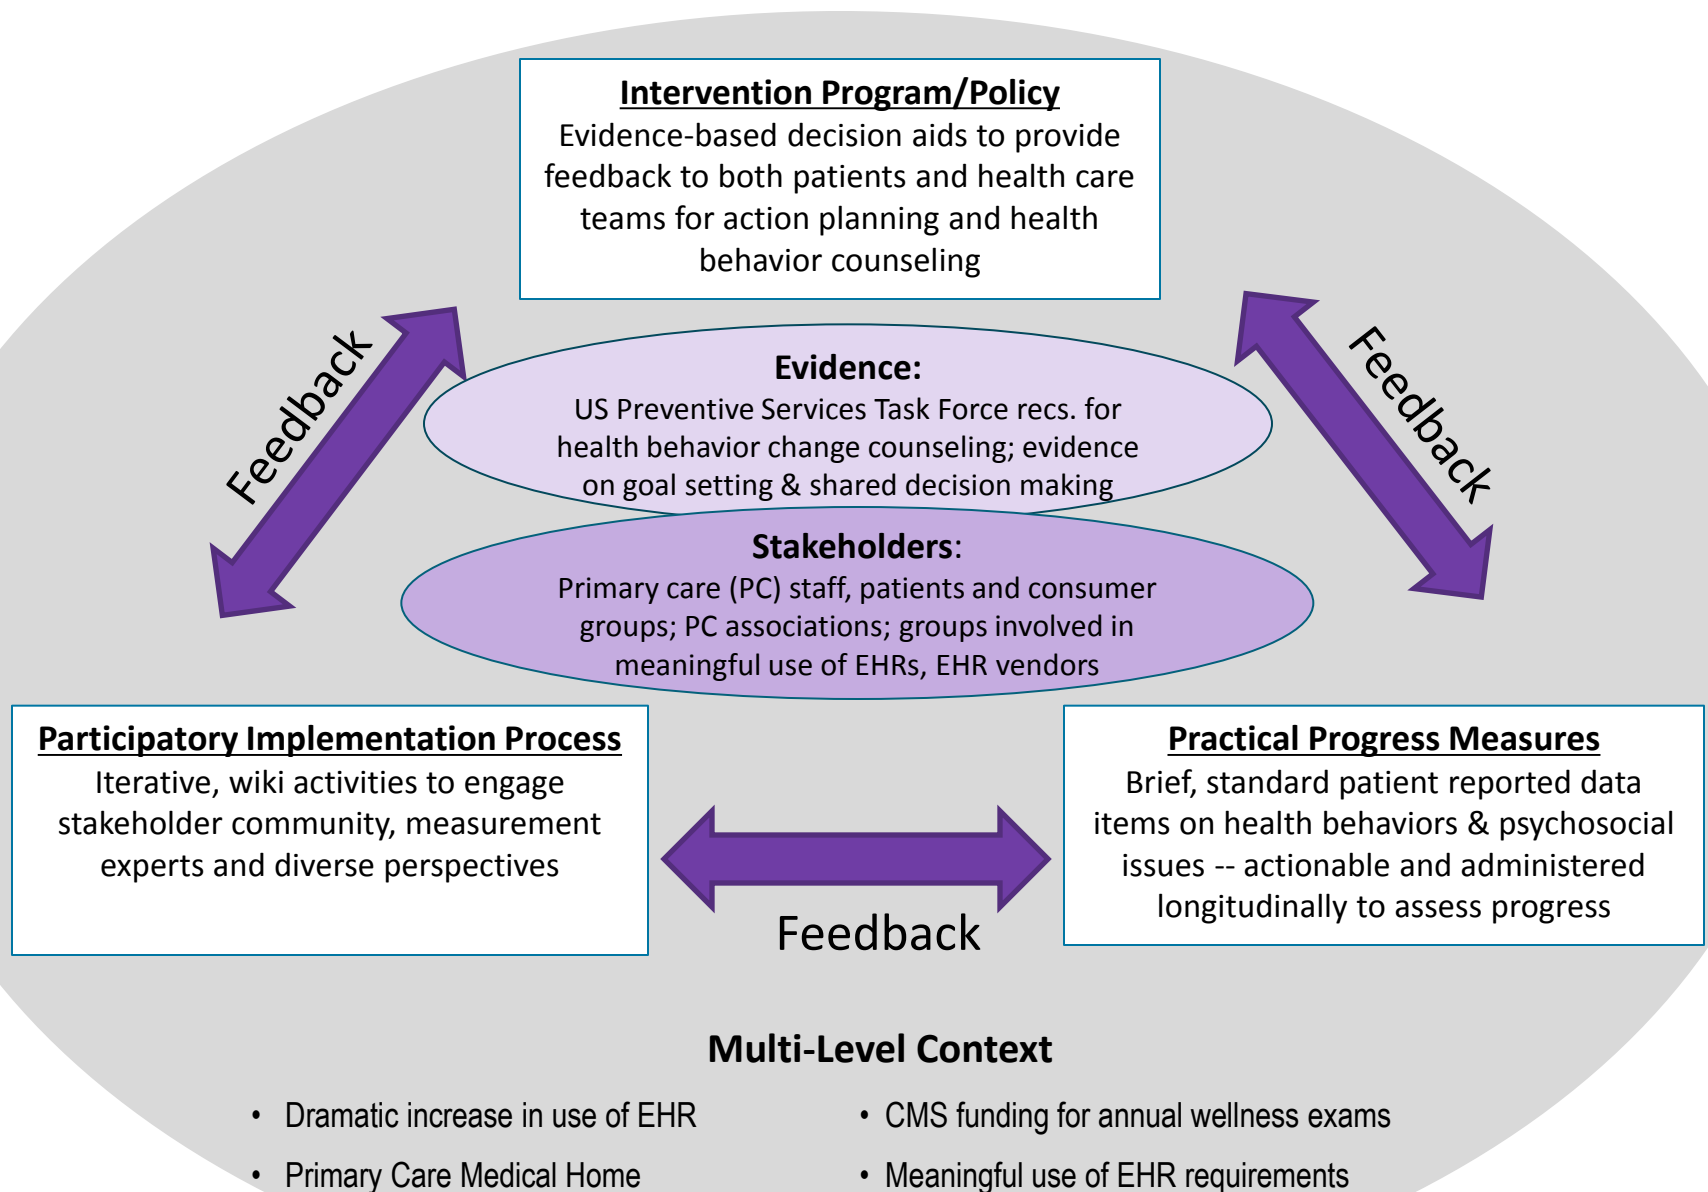 Intervention Program/Policy
Evidence-based decision aids to provide
feedback to both patients and health care
teams for action planning and health
behavior counseling
Feedback
Feedback
Evidence:
US Preventive Services Task Force recs. for
health behavior change counseling; evidence
on goal setting & shared decision making
Stakeholders:
Primary care (PC) staff, patients and consumer
groups; PC associations; groups involved in
meaningful use of EHRs, EHR vendors
Participatory Implementation Process
Iterative, wiki activities to engage
stakeholder community, measurement
experts and diverse perspectives
Practical Progress Measures
Brief, standard patient reported data
items on health behaviors & psychosocial
issues -- actionable and administered
longitudinally to assess progress
Feedback
Multi-Level Context
• Dramatic increase in use of EHR
• Primary Care Medical Home
• CMS funding for annual wellness exams
• Meaningful use of EHR requirements